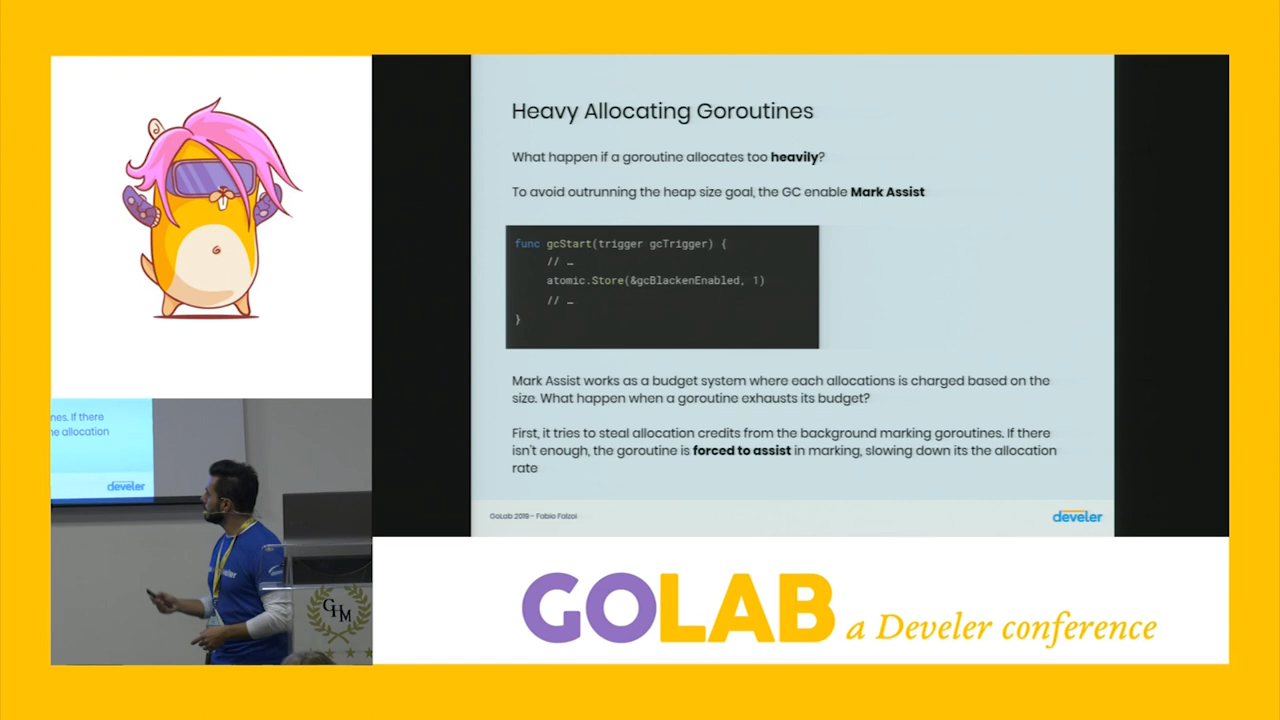 Heavy Allocating Goroutines
What happen if a goroutine allocates too heavily?
To avoid outrunning the heap size goal, the GC enable Mark Assist
func gcStart(trigger gcTrigger) {
// …
atomic.Store(&gcBlackenEnabled, 1)
// …
}
Mark Assist works as a budget system where each allocations is charged based on the
size. What happen when a goroutine exhausts its budget?
First, it tries to steal allocation credits from the background marking goroutines. If there
isn't enough, the goroutine is forced to assist in marking, slowing down its the allocation
rate
GoLab 2019 - Fabio Falzoi
develer
nes. If there
e allocation
develer
GHM
GOLAB a Develer conference